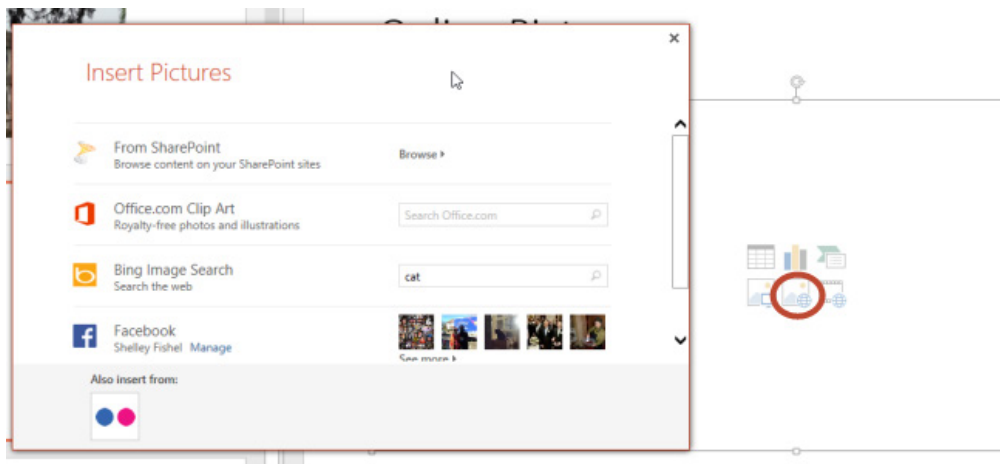 Insert Pictures
From SharePoint
Browse content on your SharePoint sites
Browse
Office.com Clip Art
Royalty-free photos and illustrations
Search Office.com
Bing Image Search
Search the web
cat
Facebook
Shelley Fishel Manage
See more
Also insert from: